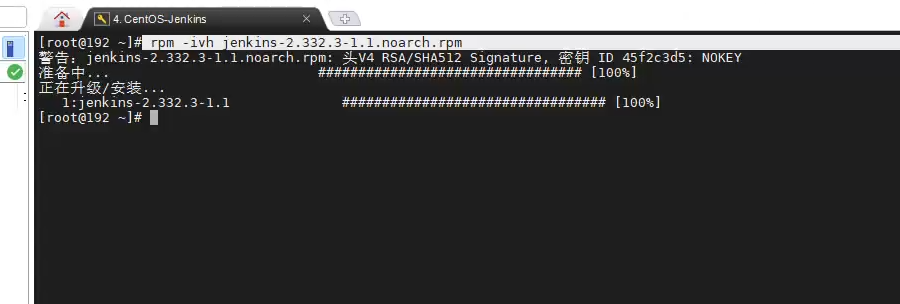 4. CentOS-Jenkins
[root@192 ~]# rpm -ivh jenkins-2.332.3-1.1.noarch.rpm
警告：jenkins-2.332.3-1.1.noarch.rpm: 头V4 RSA/SHA512 Signature, 密钥 ID 45f2c3d5: NOKEY
准备中... ################################# [100%]
正在升级/安装...
1:jenkins-2.332.3-1.1 ################################# [100%]
[root@192 ~]#